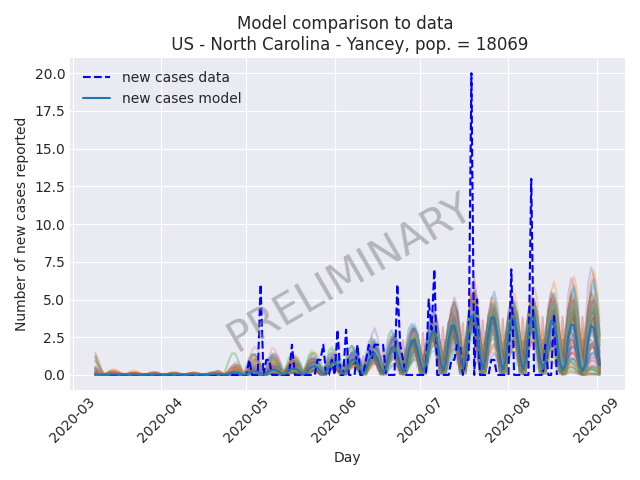 Model comparison to data
US - North Carolina - Yancey, pop. = 18069
new cases data
new cases model
Number of new cases reported
20.0
17.5
15.0
12.5
10.0
7.5
5.0
2.5
0.0
PRELIMINARY
2020-03
2020-04
2020-05
2020-06
2020-07
2020-08
2020-09
Day